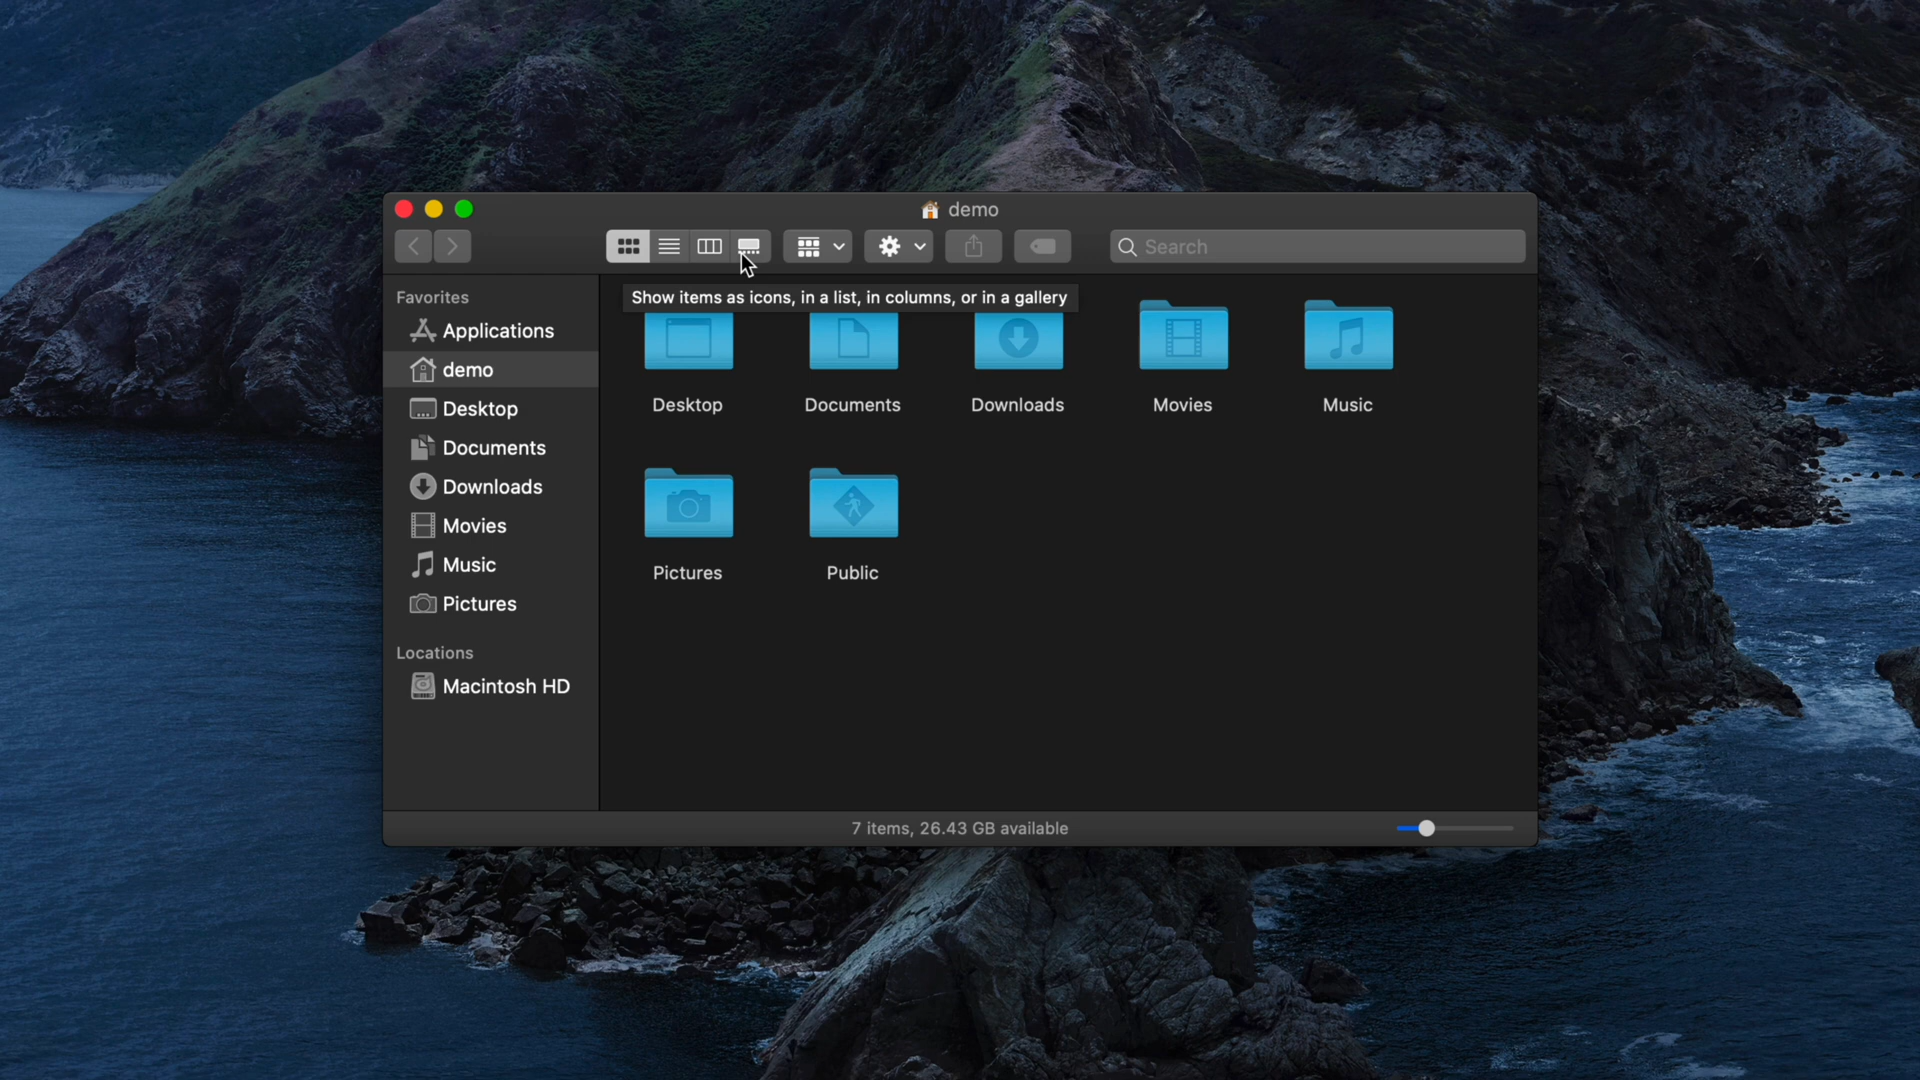 demo
Search
Favorites
Show items as icons, in a list, in columns, or in a gallery
Applications
demo
Desktop
Documents
Downloads
Movies
Music
Pictures
Locations
Macintosh HD
Desktop
Documents
Downloads
Movies
Music
Pictures
Public
7 items, 26.43 GB available